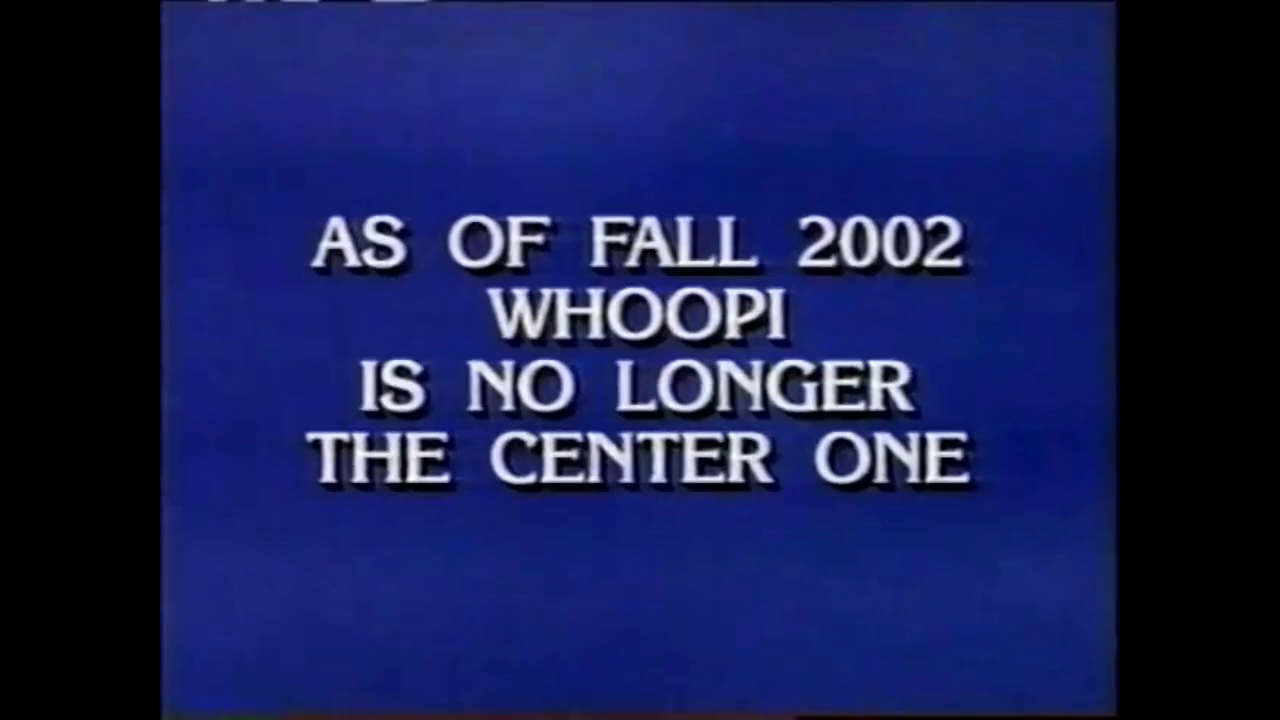 AS OF FALL 2002
WHOOPI
IS NO LONGER
THE CENTER ONE